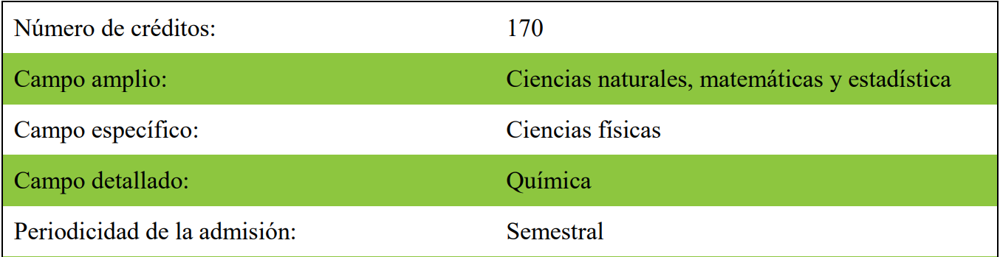 Número de créditos: 170
Campo amplio: Ciencias naturales, matemáticas y estadística
Campo específico: Ciencias físicas
Campo detallado: Química
Periodicidad de la admisión: Semestral